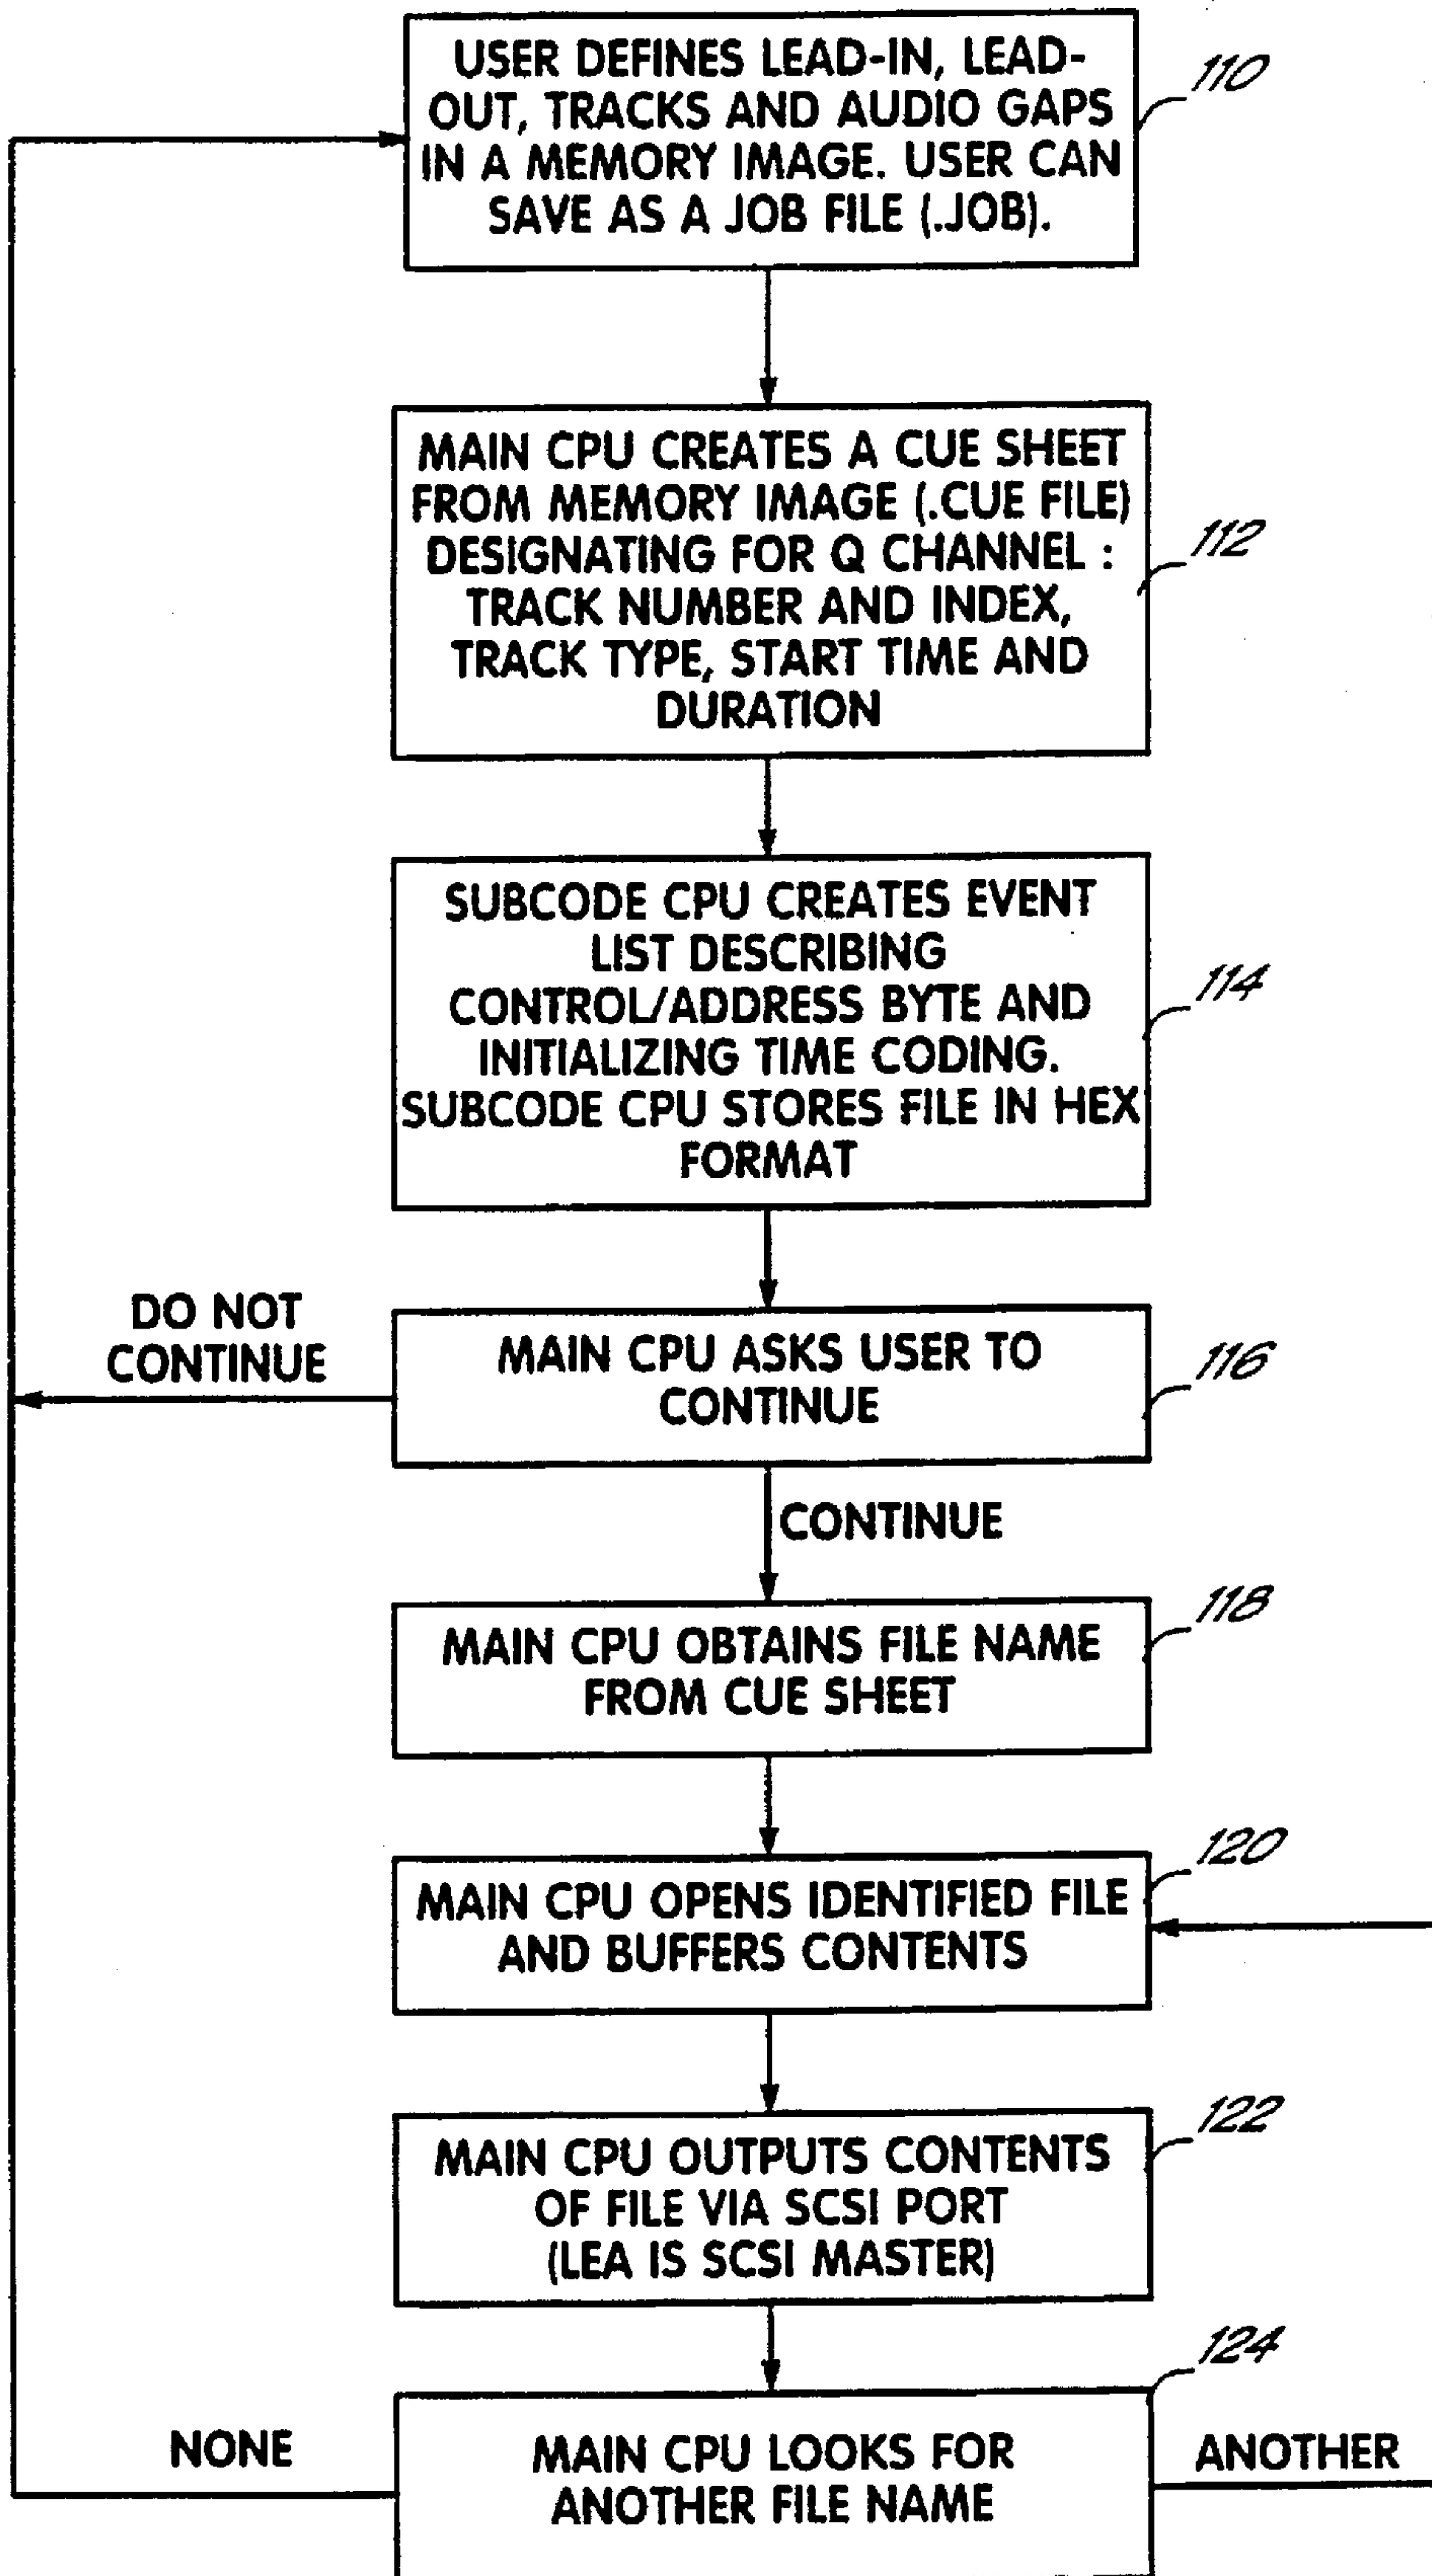 USER DEFINES LEAD-IN, LEAD-
OUT, TRACKS AND AUDIO GAPS
IN A MEMORY IMAGE. USER CAN
SAVE AS A JOB FILE (.JOB).
110
MAIN CPU CREATES A CUE SHEET
FROM MEMORY IMAGE (.CUE FILE)
DESIGNATING FOR Q CHANNEL :
TRACK NUMBER AND INDEX,
TRACK TYPE, START TIME AND
DURATION
112
SUBCODE CPU CREATES EVENT
LIST DESCRIBING
CONTROL/ADDRESS BYTE AND
INITIALIZING TIME CODING.
SUBCODE CPU STORES FILE IN HEX
FORMAT
114
DO NOT
CONTINUE
MAIN CPU ASKS USER TO
CONTINUE
116
CONTINUE
MAIN CPU OBTAINS FILE NAME
FROM CUE SHEET
118
MAIN CPU OPENS IDENTIFIED FILE
AND BUFFERS CONTENTS
120
MAIN CPU OUTPUTS CONTENTS
OF FILE VIA SCSI PORT
(LEA IS SCSI MASTER)
122
NONE
MAIN CPU LOOKS FOR
ANOTHER FILE NAME
124
ANOTHER